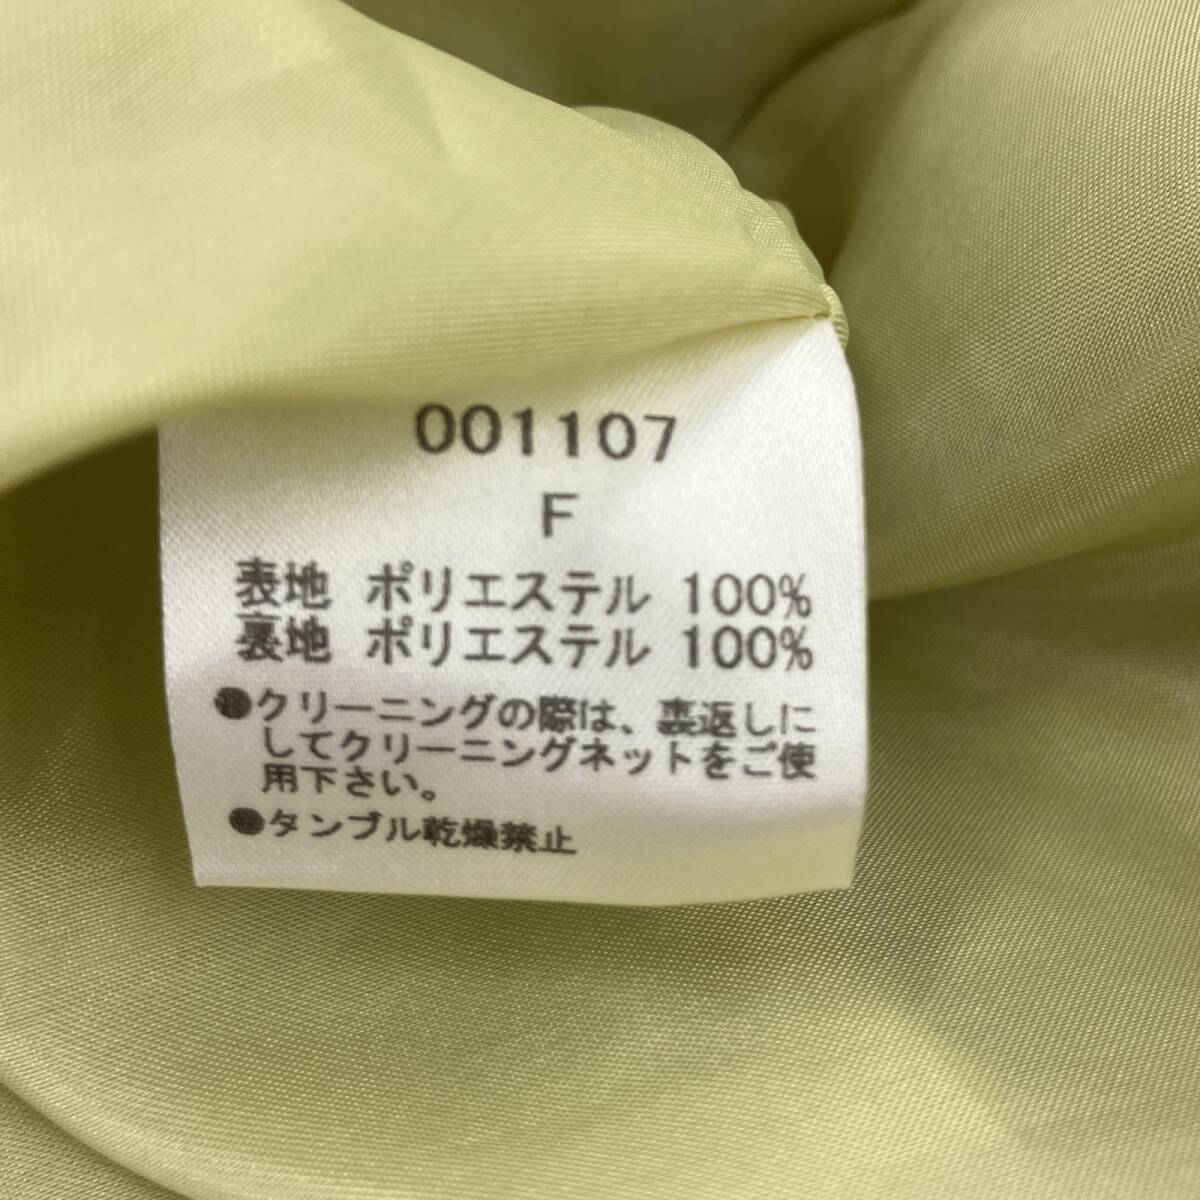 001107
F
表地 ポリエステル 100%
裏地 ポリエステル 100%
●クリーニングの際は、裏返しに
してクリーニングネットをご使
用下さい。
●タンブル乾燥禁止